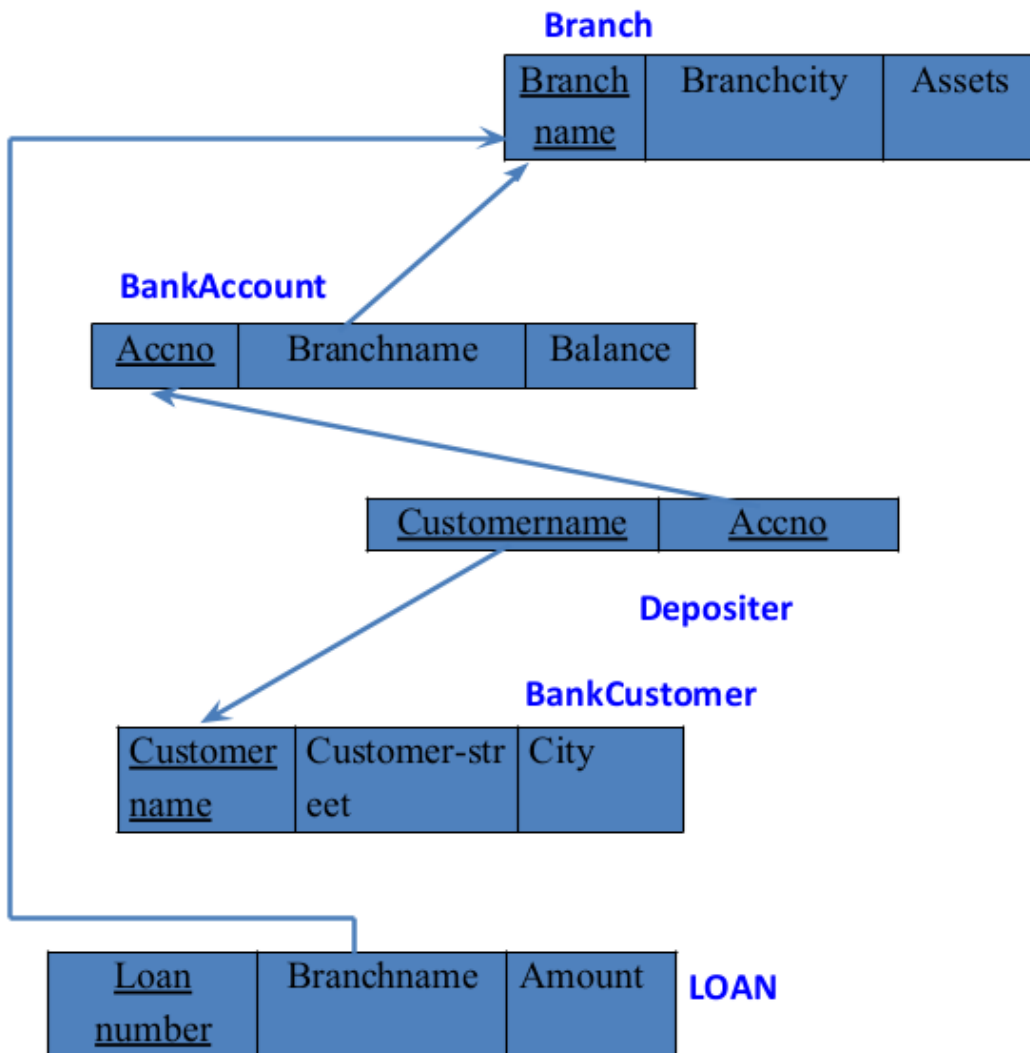 Branch
Branch Branchcity Assets
name
BankAccount
Accno Branchname Balance
Customername Accno
Depositer
BankCustomer
Customer Customer-str City
name eet
Loan Branchname Amount
number
LOAN